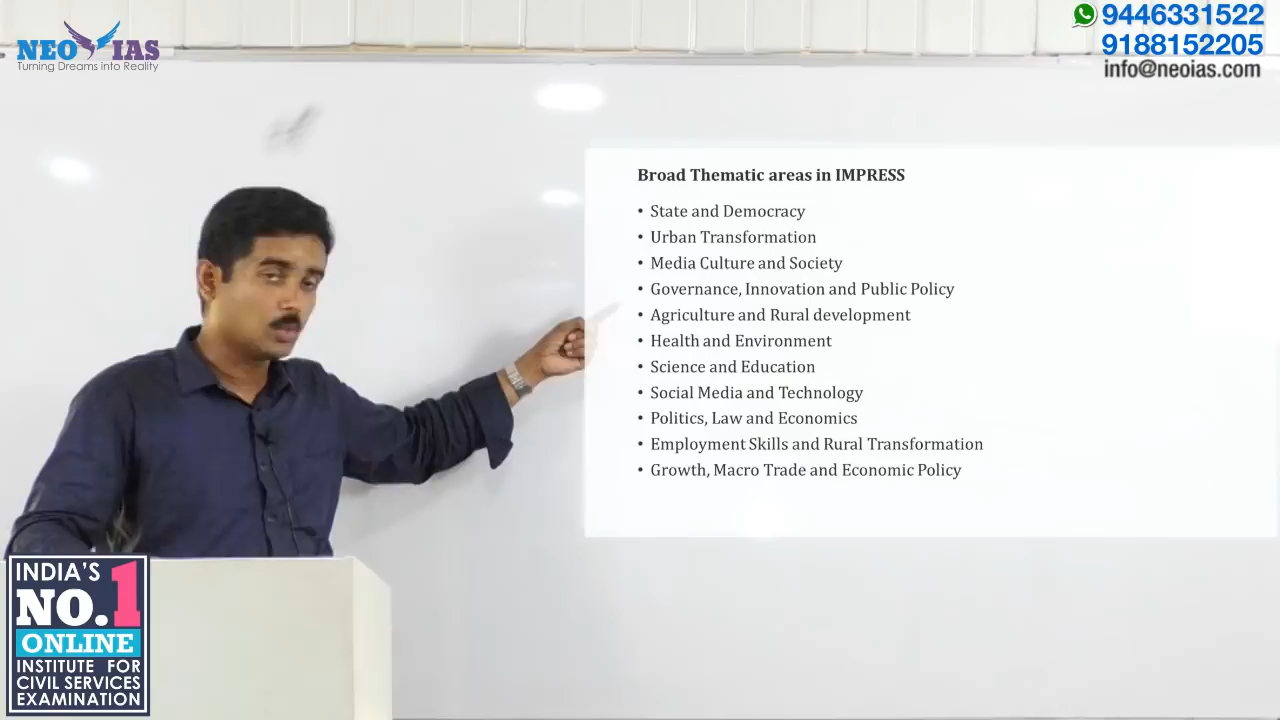 NEO IAS
Turning Dreams into Reality
9446331522
9188152205
info@neoias.com
Broad Thematic areas in IMPRESS
• State and Democracy
• Urban Transformation
• Media Culture and Society
• Governance, Innovation and Public Policy
• Agriculture and Rural development
• Health and Environment
• Science and Education
• Social Media and Technology
• Politics, Law and Economics
• Employment Skills and Rural Transformation
• Growth, Macro Trade and Economic Policy
INDIA'S
NO.1
ONLINE
INSTITUTE FOR
CIVIL SERVICES
EXAMINATION